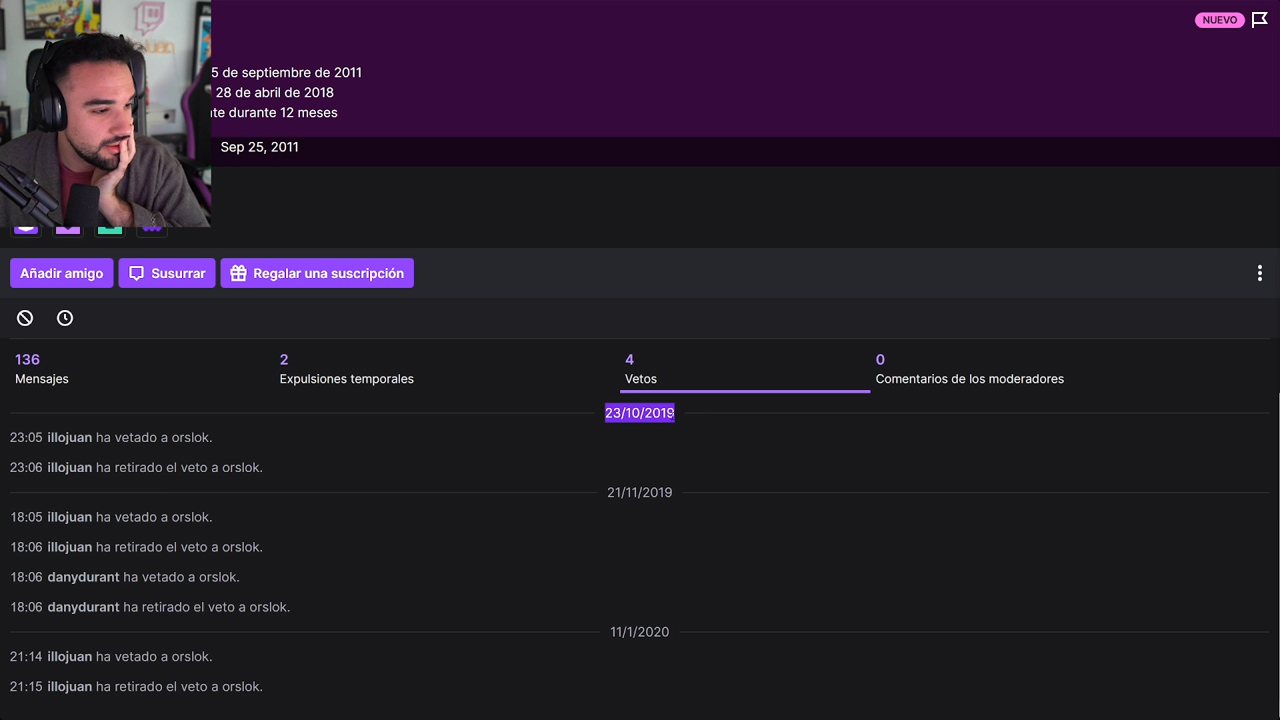 NUEVO
5 de septiembre de 2011
28 de abril de 2018
te durante 12 meses
Sep 25, 2011
Añadir amigo
Susurrar
Regalar una suscripción
136
2
4
0
Mensajes
Expulsiones temporales
Vetos
Comentarios de los moderadores
23/10/2019
23:05 illojuan ha vetado a orslok.
23:06 illojuan ha retirado el veto a orslok.
21/11/2019
18:05 illojuan ha vetado a orslok.
18:06 illojuan ha retirado el veto a orslok.
18:06 danydurant ha vetado a orslok.
18:06 danydurant ha retirado el veto a orslok.
11/1/2020
21:14 illojuan ha vetado a orslok.
21:15 illojuan ha retirado el veto a orslok.